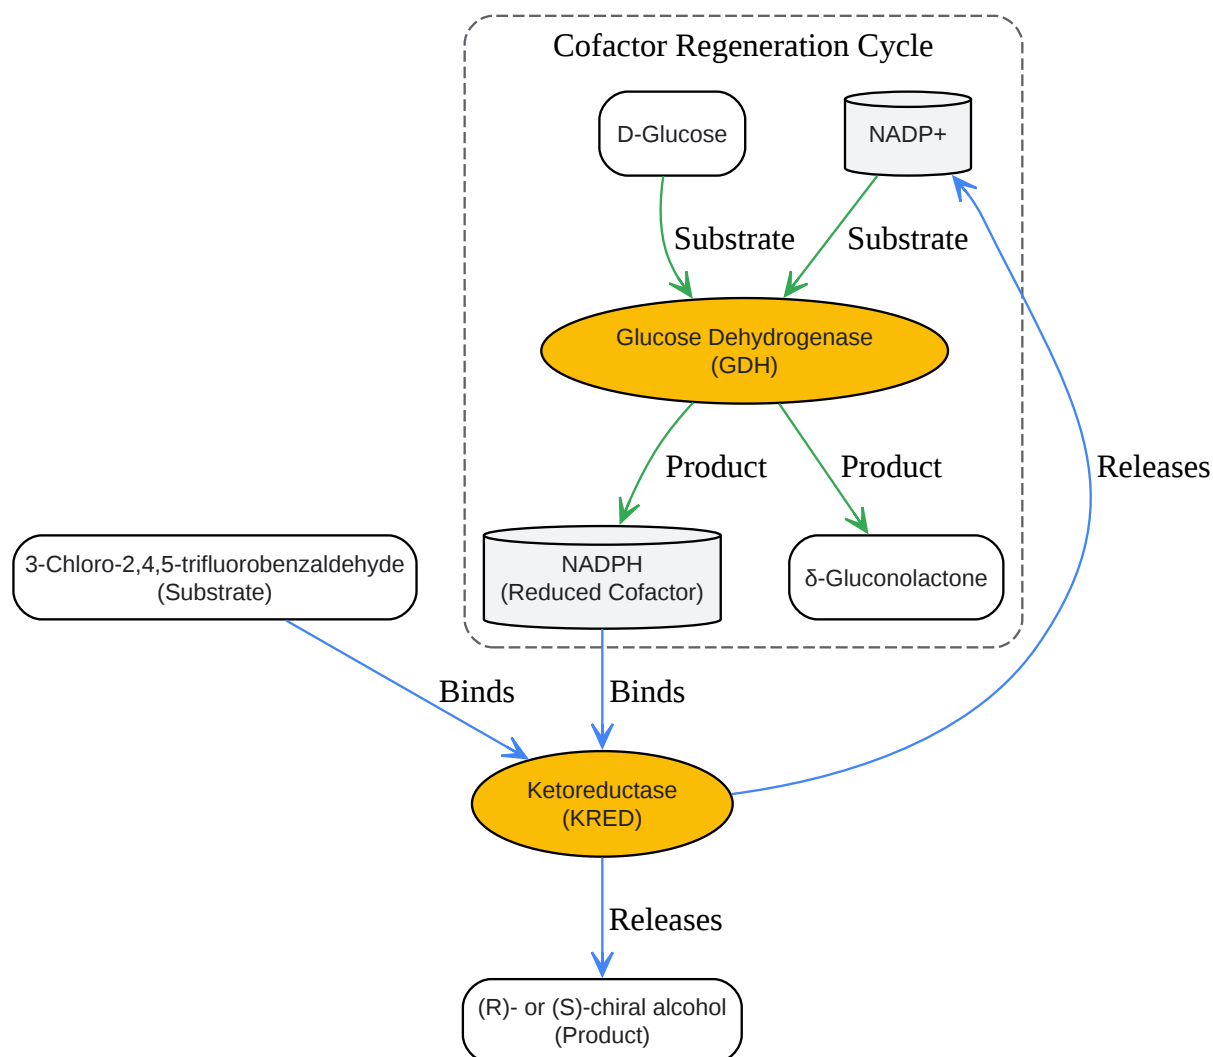 Cofactor Regeneration Cycle
D-Glucose
NADP+
Substrate
Substrate
Glucose Dehydrogenase
(GDH)
Product
Product
Releases
3-Chloro-2,4,5-trifluorobenzaldehyde
(Substrate)
NADPH
(Reduced Cofactor)
δ-Gluconolactone
Binds
Binds
Ketoreductase
(KRED)
Releases
(R)- or (S)-chiral alcohol
(Product)